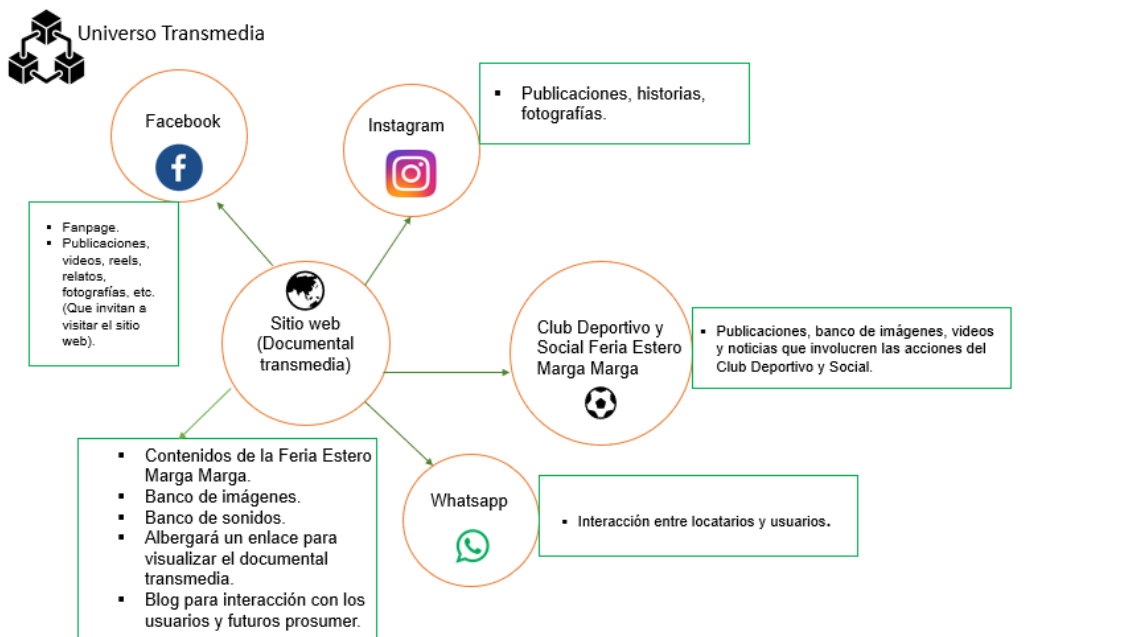 Universo Transmedia
Facebook
Instagram
▪ Publicaciones, historias,
fotografías.
▪ Fanpage.
▪ Publicaciones,
videos, reels,
relatos,
fotografías, etc.
(Que invitan a
visitar el sitio
web).
Sitio web
(Documental
transmedia)
Club Deportivo y
Social Feria Estero
Marga Marga
▪ Publicaciones, banco de imágenes, videos
y noticias que involucren las acciones del
Club Deportivo y Social.
▪ Contenidos de la Feria Estero
Marga Marga.
▪ Banco de imágenes.
▪ Banco de sonidos.
▪ Albergará un enlace para
visualizar el documental
transmedia.
▪ Blog para interacción con los
usuarios y futuros prosumer.
Whatsapp
▪ Interacción entre locatarios y usuarios.